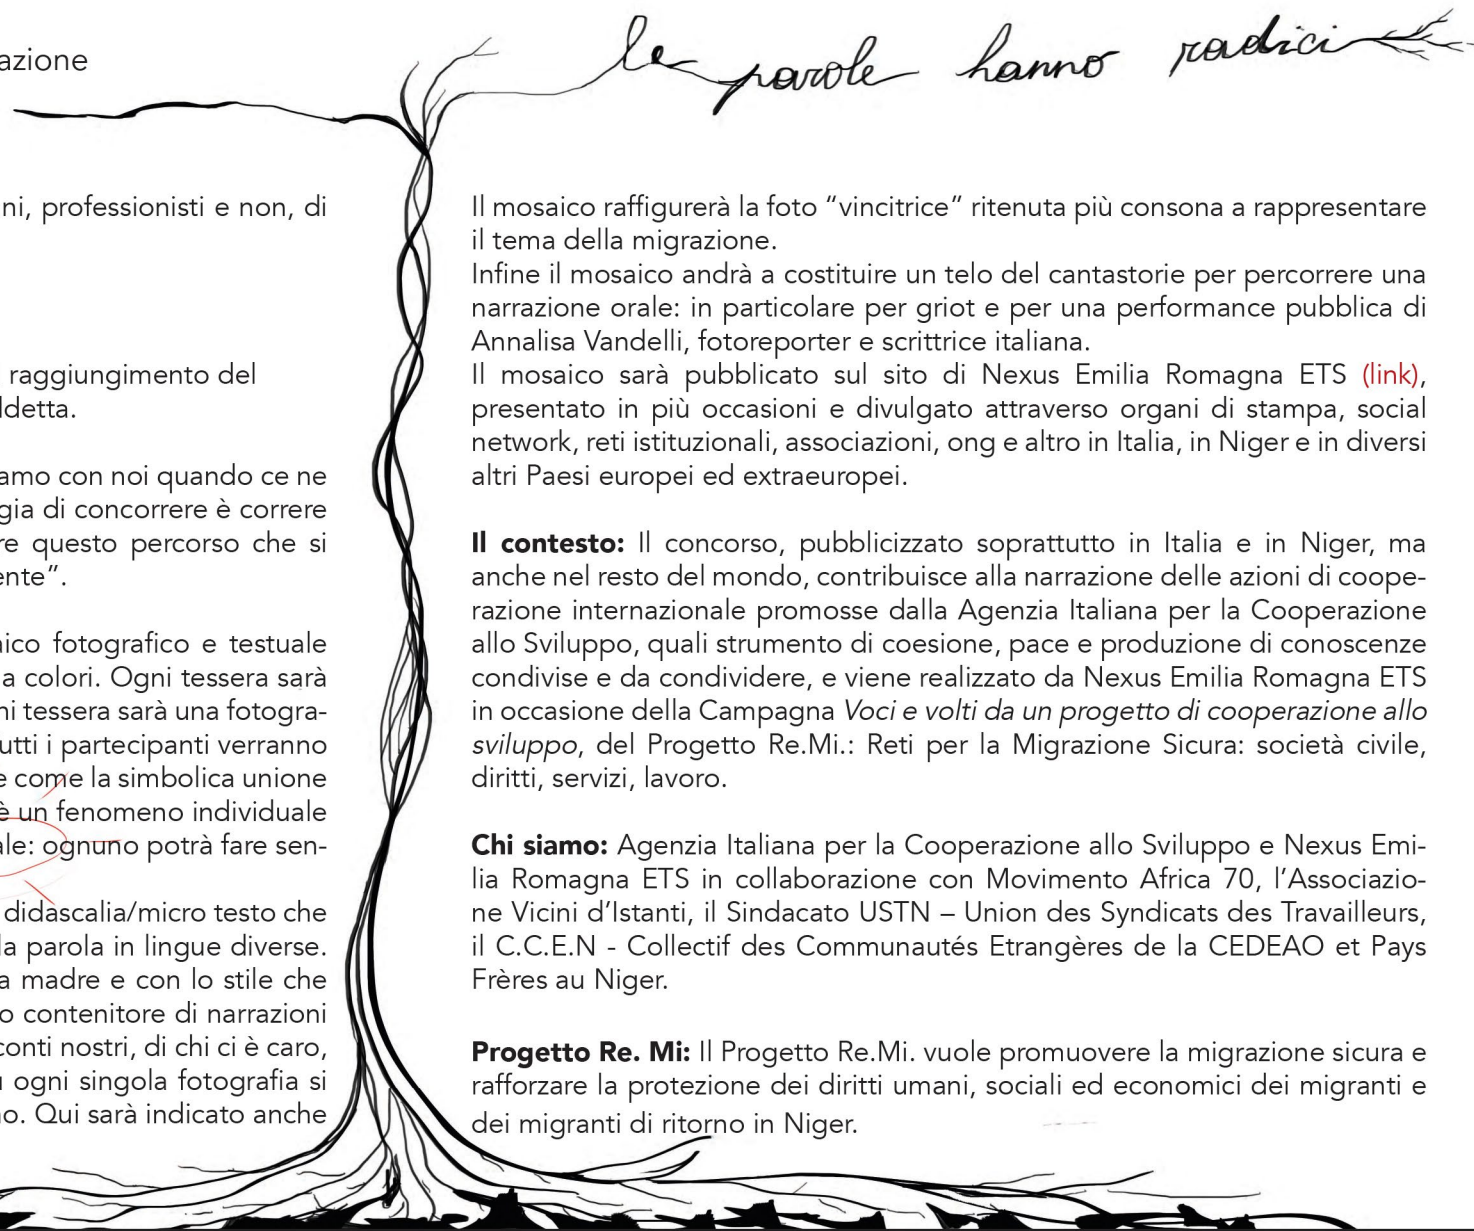 le parole hanno radici
azione
ni, professionisti e non, di
raggiungimento del
ldetta.
amo con noi quando ce ne
gia di concorrere è correre
re questo percorso che si
ente”.
ico fotografico e testuale
a colori. Ogni tessera sarà
ni tessera sarà una fotogra-
utti i partecipanti verranno
e come la simbolica unione
è un fenomeno individuale
ale: ognuno potrà fare sen-
didascalia/micro testo che
la parola in lingue diverse.
a madre e con lo stile che
o contenitore di narrazioni
conti nostri, di chi ci è caro,
ogni singola fotografia si
no. Qui sarà indicato anche
Il mosaico raffigurerà la foto “vincitrice” ritenuta più consona a rappresentare
il tema della migrazione.
Infine il mosaico andrà a costituire un telo del cantastorie per percorrere una
narrazione orale: in particolare per griot e per una performance pubblica di
Annalisa Vandelli, fotoreporter e scrittrice italiana.
Il mosaico sarà pubblicato sul sito di Nexus Emilia Romagna ETS (link),
presentato in più occasioni e divulgato attraverso organi di stampa, social
network, reti istituzionali, associazioni, ong e altro in Italia, in Niger e in diversi
altri Paesi europei ed extraeuropei.
Il contesto: Il concorso, pubblicizzato soprattutto in Italia e in Niger, ma
anche nel resto del mondo, contribuisce alla narrazione delle azioni di coope-
razione internazionale promosse dalla Agenzia Italiana per la Cooperazione
allo Sviluppo, quali strumento di coesione, pace e produzione di conoscenze
condivise e da condividere, e viene realizzato da Nexus Emilia Romagna ETS
in occasione della Campagna Voci e volti da un progetto di cooperazione allo
sviluppo, del Progetto Re.Mi.: Reti per la Migrazione Sicura: società civile,
diritti, servizi, lavoro.
Chi siamo: Agenzia Italiana per la Cooperazione allo Sviluppo e Nexus Emi-
lia Romagna ETS in collaborazione con Movimento Africa 70, l’Associazio-
ne Vicini d’Istanti, il Sindacato USTN – Union des Syndicats des Travailleurs,
il C.C.E.N - Collectif des Communautés Etrangères de la CEDEAO et Pays
Frères au Niger.
Progetto Re. Mi: Il Progetto Re.Mi. vuole promuovere la migrazione sicura e
rafforzare la protezione dei diritti umani, sociali ed economici dei migranti e
dei migranti di ritorno in Niger.